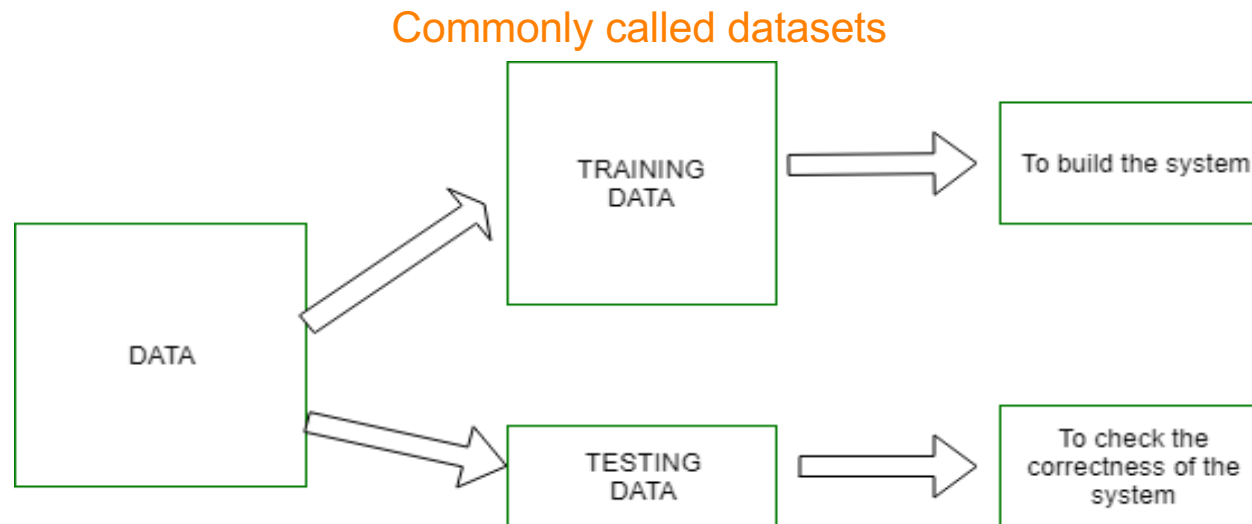 Commonly called datasets
TRAINING
DATA
To build the system
DATA
TESTING
DATA
To check the
correctness of the
system